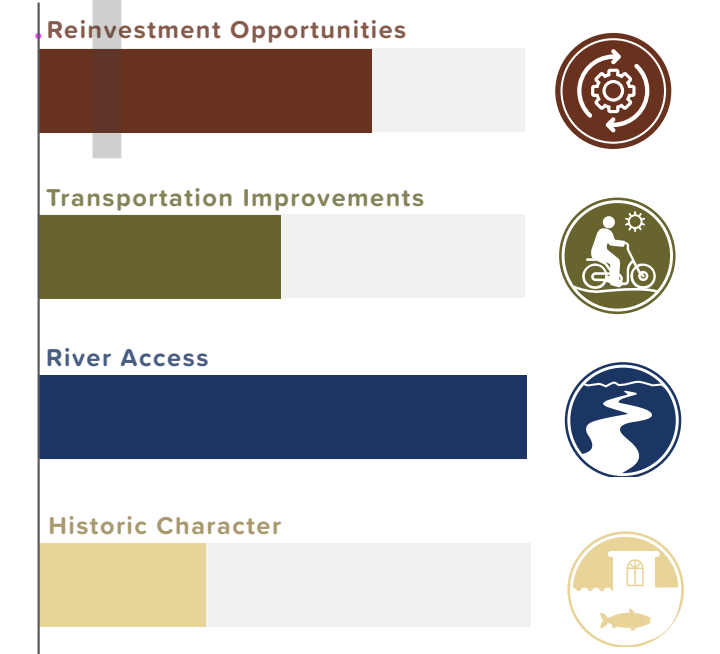 Reinvestment Opportunities
Transportation Improvements
River Access
Historic Character